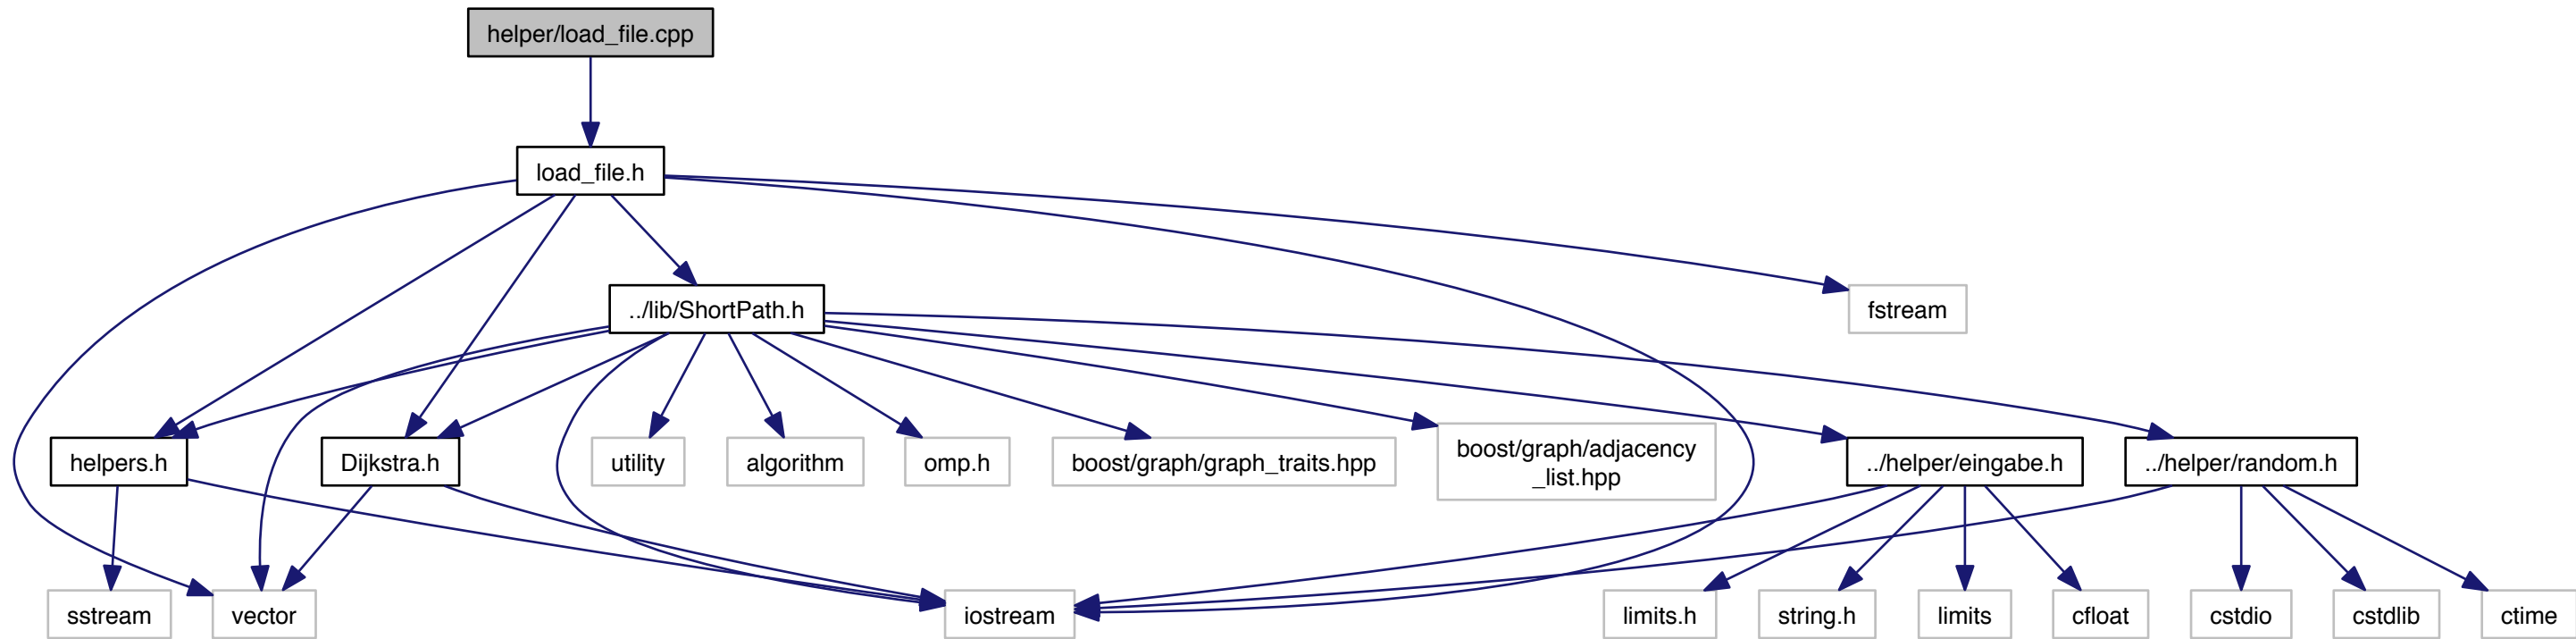 helper/load_file.cpp
load_file.h
../lib/ShortPath.h
fstream
helpers.h
Dijkstra.h
utility
algorithm
omp.h
boost/graph/graph_traits.hpp
boost/graph/adjacency
_list.hpp
../helper/eingabe.h
../helper/random.h
sstream
vector
iostream
limits.h
string.h
limits
cfloat
cstdio
cstdlib
ctime